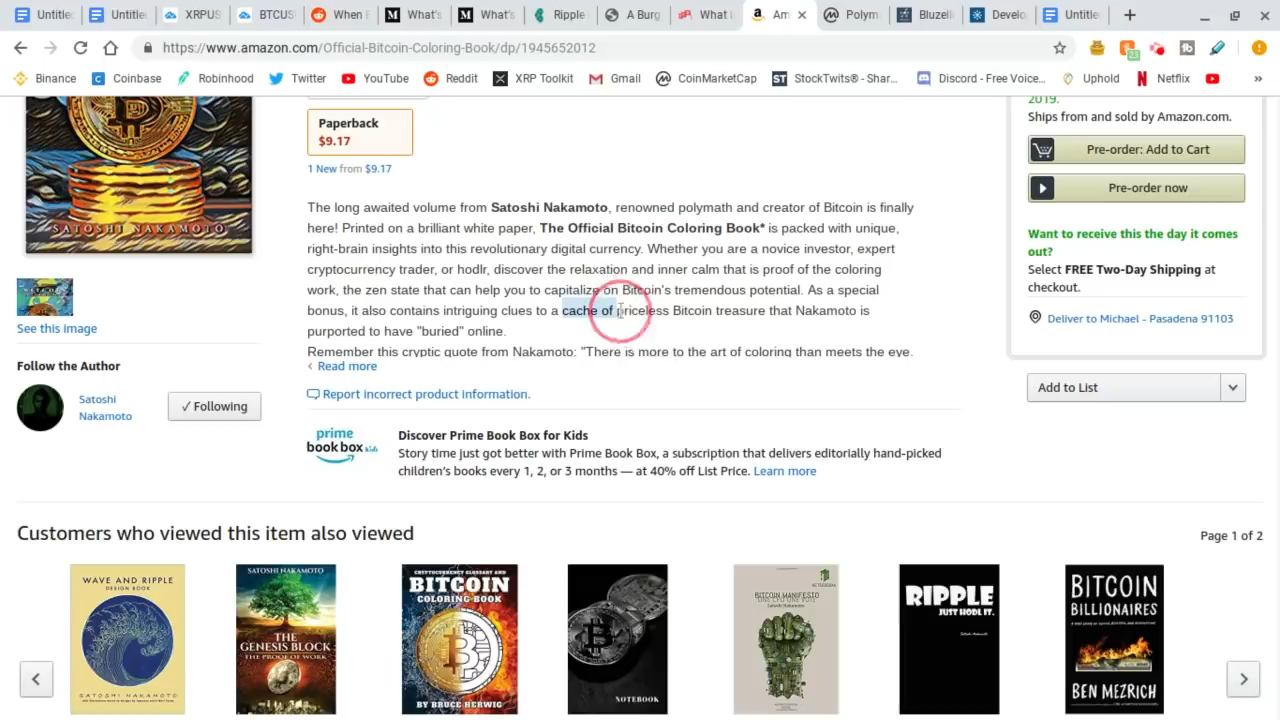 Untitle
Untitle
XRPUS
BTCUS
When E
What's
What's
Ripple
A Burg
What i
Am
Polym
Bluzell
Develo
Untitle
https://www.amazon.com/Official-Bitcoin-Coloring-Book/dp/1945652012
Binance
Coinbase
Robinhood
Twitter
YouTube
Reddit
XRP Toolkit
Gmail
CoinMarketCap
StockTwits® - Shar...
Discord - Free Voice...
Uphold
Netflix
SATOSHI NAKAMOTO
See this image
Follow the Author
Satoshi
Nakamoto
✓ Following
Paperback
$9.17
1 New from $9.17
The long awaited volume from Satoshi Nakamoto, renowned polymath and creator of Bitcoin is finally
here! Printed on a brilliant white paper, The Official Bitcoin Coloring Book* is packed with unique,
right-brain insights into this revolutionary digital currency. Whether you are a novice investor, expert
cryptocurrency trader, or hodlr, discover the relaxation and inner calm that is proof of the coloring
work, the zen state that can help you to capitalize on Bitcoin's tremendous potential. As a special
bonus, it also contains intriguing clues to a cache of priceless Bitcoin treasure that Nakamoto is
purported to have "buried" online.
Remember this cryptic quote from Nakamoto: "There is more to the art of coloring than meets the eye.
‹ Read more
Report incorrect product information.
prime
book box kids
Discover Prime Book Box for Kids
Story time just got better with Prime Book Box, a subscription that delivers editorially hand-picked
children's books every 1, 2, or 3 months — at 40% off List Price. Learn more
2019.
Ships from and sold by Amazon.com.
Pre-order: Add to Cart
Pre-order now
Want to receive this the day it comes
out?
Select FREE Two-Day Shipping at
checkout.
Deliver to Michael - Pasadena 91103
Add to List
Customers who viewed this item also viewed
Page 1 of 2
WAVE AND RIPPLE
DESIGN BOOK
SATOSHI NAKAMOTO
SATOSHI NAKAMOTO
THE
GENESIS BLOCK
THE PROOF OF WORK
CRYPTOCURRENCY GLOSSARY AND
BITCOIN
COLORING BOOK
BY BRUCE HERWIG
NOTEBOOK
BITCOIN MANIFESTO
ONE CPU ONE VOTE
Satoshi Nakamoto
RIPPLE
JUST HODL IT.
Satoshi Nakamoto
BITCOIN
BILLIONAIRES
BEN MEZRICH